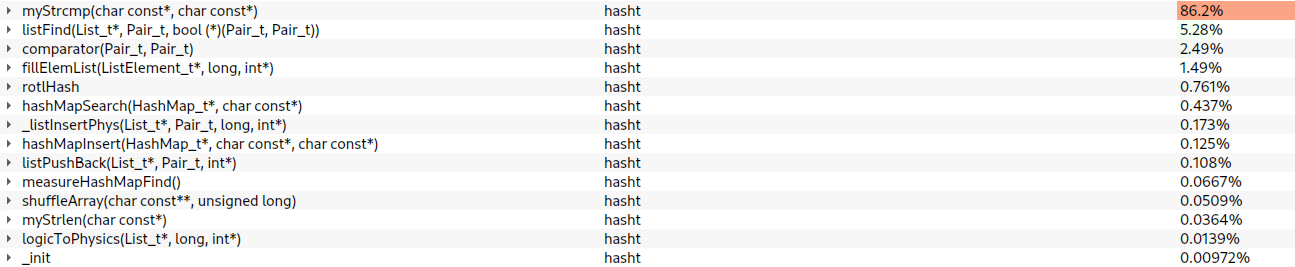 myStrcmp(char const*, char const*) hasht 86.2%
listFind(List_t*, Pair_t, bool (*)(Pair_t, Pair_t)) hasht 5.28%
comparator(Pair_t, Pair_t) hasht 2.49%
fillElemList(ListElement_t*, long, int*) hasht 1.49%
rotlHash hasht 0.761%
hashMapSearch(HashMap_t*, char const*) hasht 0.437%
_listInsertPhys(List_t*, Pair_t, long, int*) hasht 0.173%
hashMapInsert(HashMap_t*, char const*, char const*) hasht 0.125%
listPushBack(List_t*, Pair_t, int*) hasht 0.108%
measureHashMapFind() hasht 0.0667%
shuffleArray(char const**, unsigned long) hasht 0.0509%
myStrlen(char const*) hasht 0.0364%
logicToPhysics(List_t*, long, int*) hasht 0.0139%
_init hasht 0.00972%